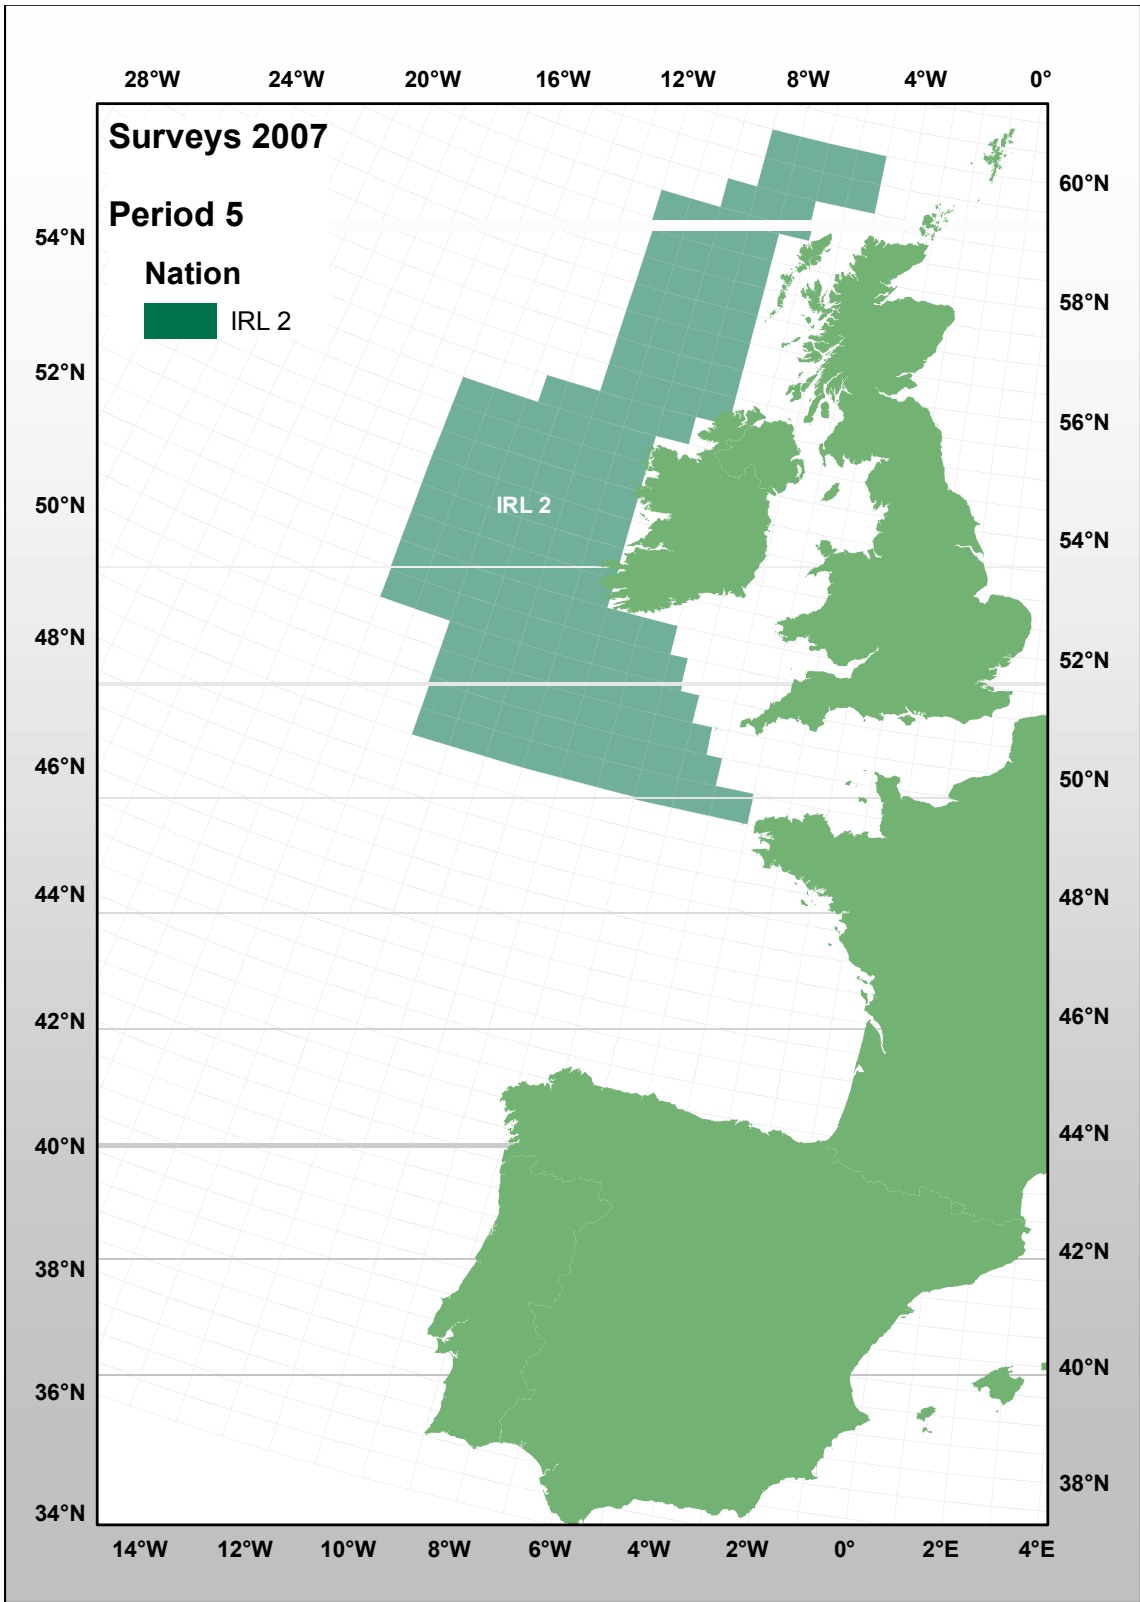 28°W 24°W 20°W 16°W 12°W 8°W 4°W 0°
Surveys 2007
60°N
Period 5
54°N
Nation
58°N
IRL 2
52°N
56°N
50°N
IRL 2
54°N
48°N
52°N
46°N
50°N
44°N
48°N
42°N
46°N
44°N
40°N
42°N
38°N
40°N
36°N
38°N
34°N
14°W 12°W 10°W 8°W 6°W 4°W 2°W 0° 2°E 4°E